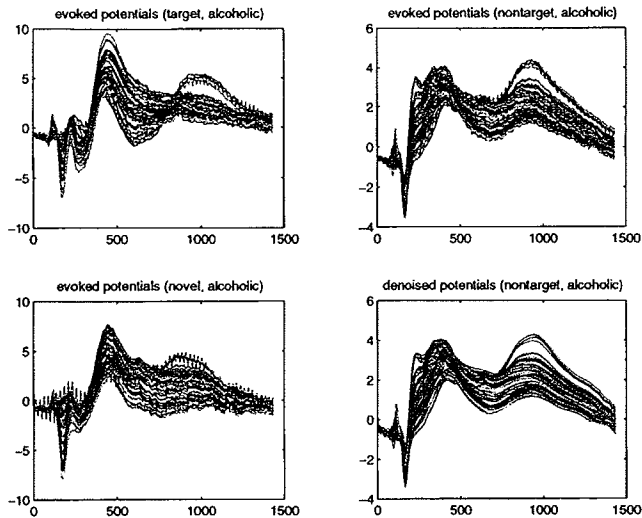 evoked potentials (target, alcoholic)
10
5
0
−5
−10
0 500 1000 1500
evoked potentials (nontarget, alcoholic)
6
4
2
0
−2
−4
0 500 1000 1500
evoked potentials (novel, alcoholic)
10
5
0
−5
−10
0 500 1000 1500
denoised potentials (nontarget, alcoholic)
6
4
2
0
−2
−4
0 500 1000 1500